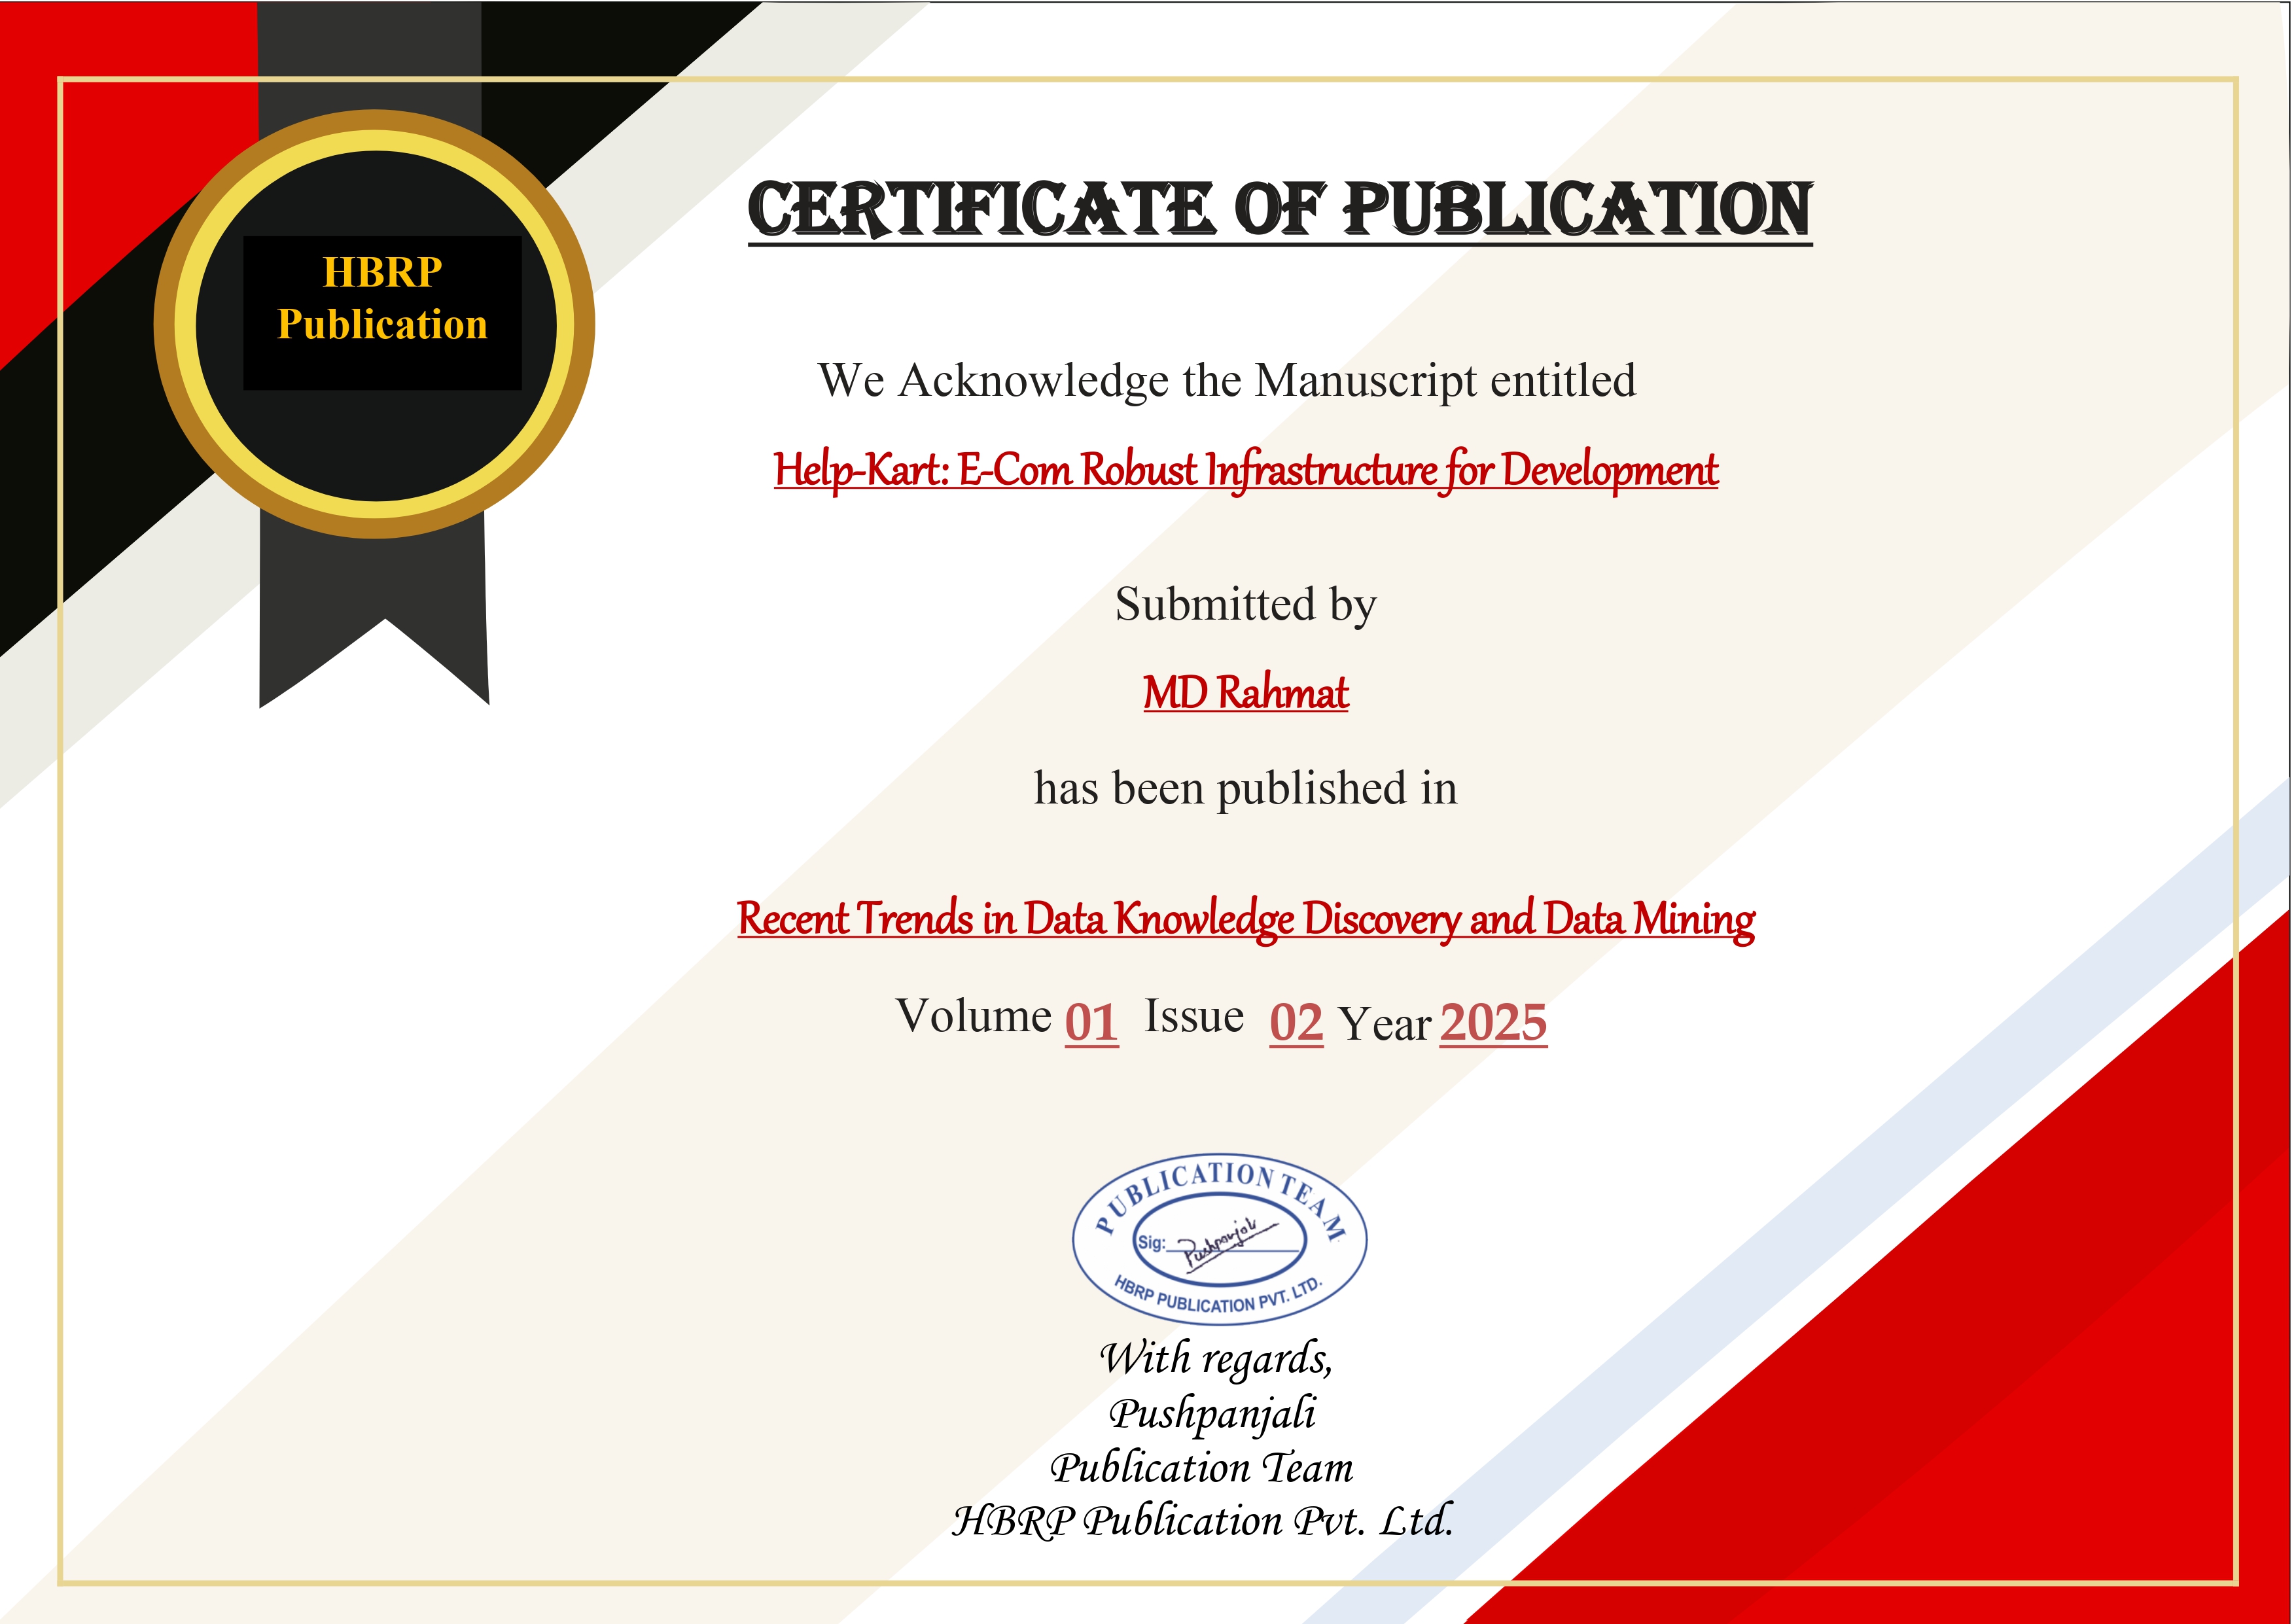 HBRP
Publication
CERTIFICATE OF PUBLICATION
We Acknowledge the Manuscript entitled
Help-Kart: E-Com Robust Infrastructure for Development
Submitted by
MD Rahmat
has been published in
Recent Trends in Data Knowledge Discovery and Data Mining
Volume 01 Issue 02 Year 2025
PUBLICATION TEAM
Sig: Pushpanjali
HBRP PUBLICATION PVT. LTD.
With regards,
Pushpanjali
Publication Team
HBRP Publication Pvt. Ltd.